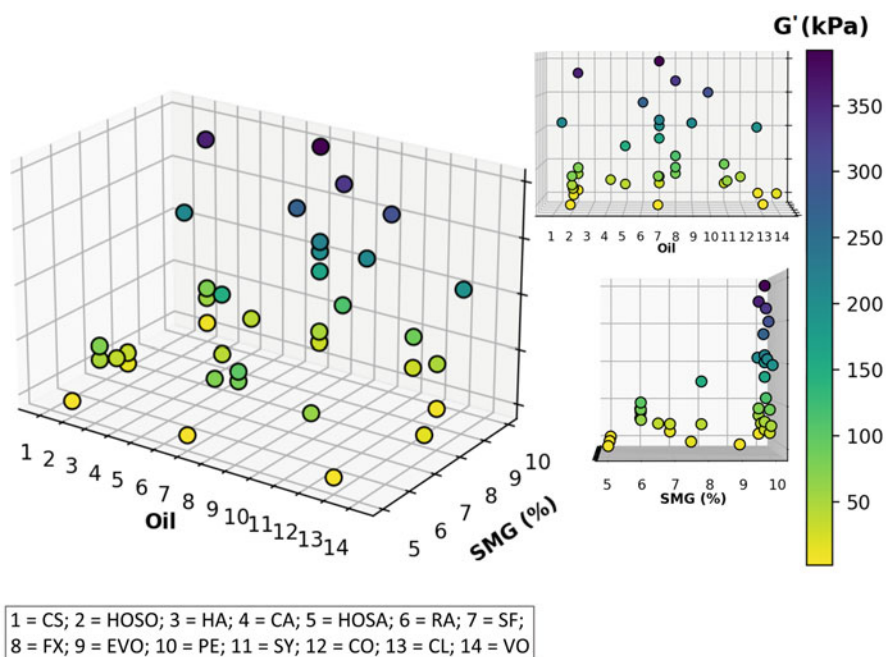 G'(kPa)
350
300
250
200
150
100
50
1 2 3 4 5 6 7 8 9 10 11 12 13 14
Oil
5 6 7 8 9 10
SMG (%)
1 2 3 4 5 6 7 8 9 10 11 12 13 14
Oil
5 6 7 8 9 10
SMG (%)
1 = CS; 2 = HOSO; 3 = HA; 4 = CA; 5 = HOSA; 6 = RA; 7 = SF;
8 = FX; 9 = EVO; 10 = PE; 11 = SY; 12 = CO; 13 = CL; 14 = VO